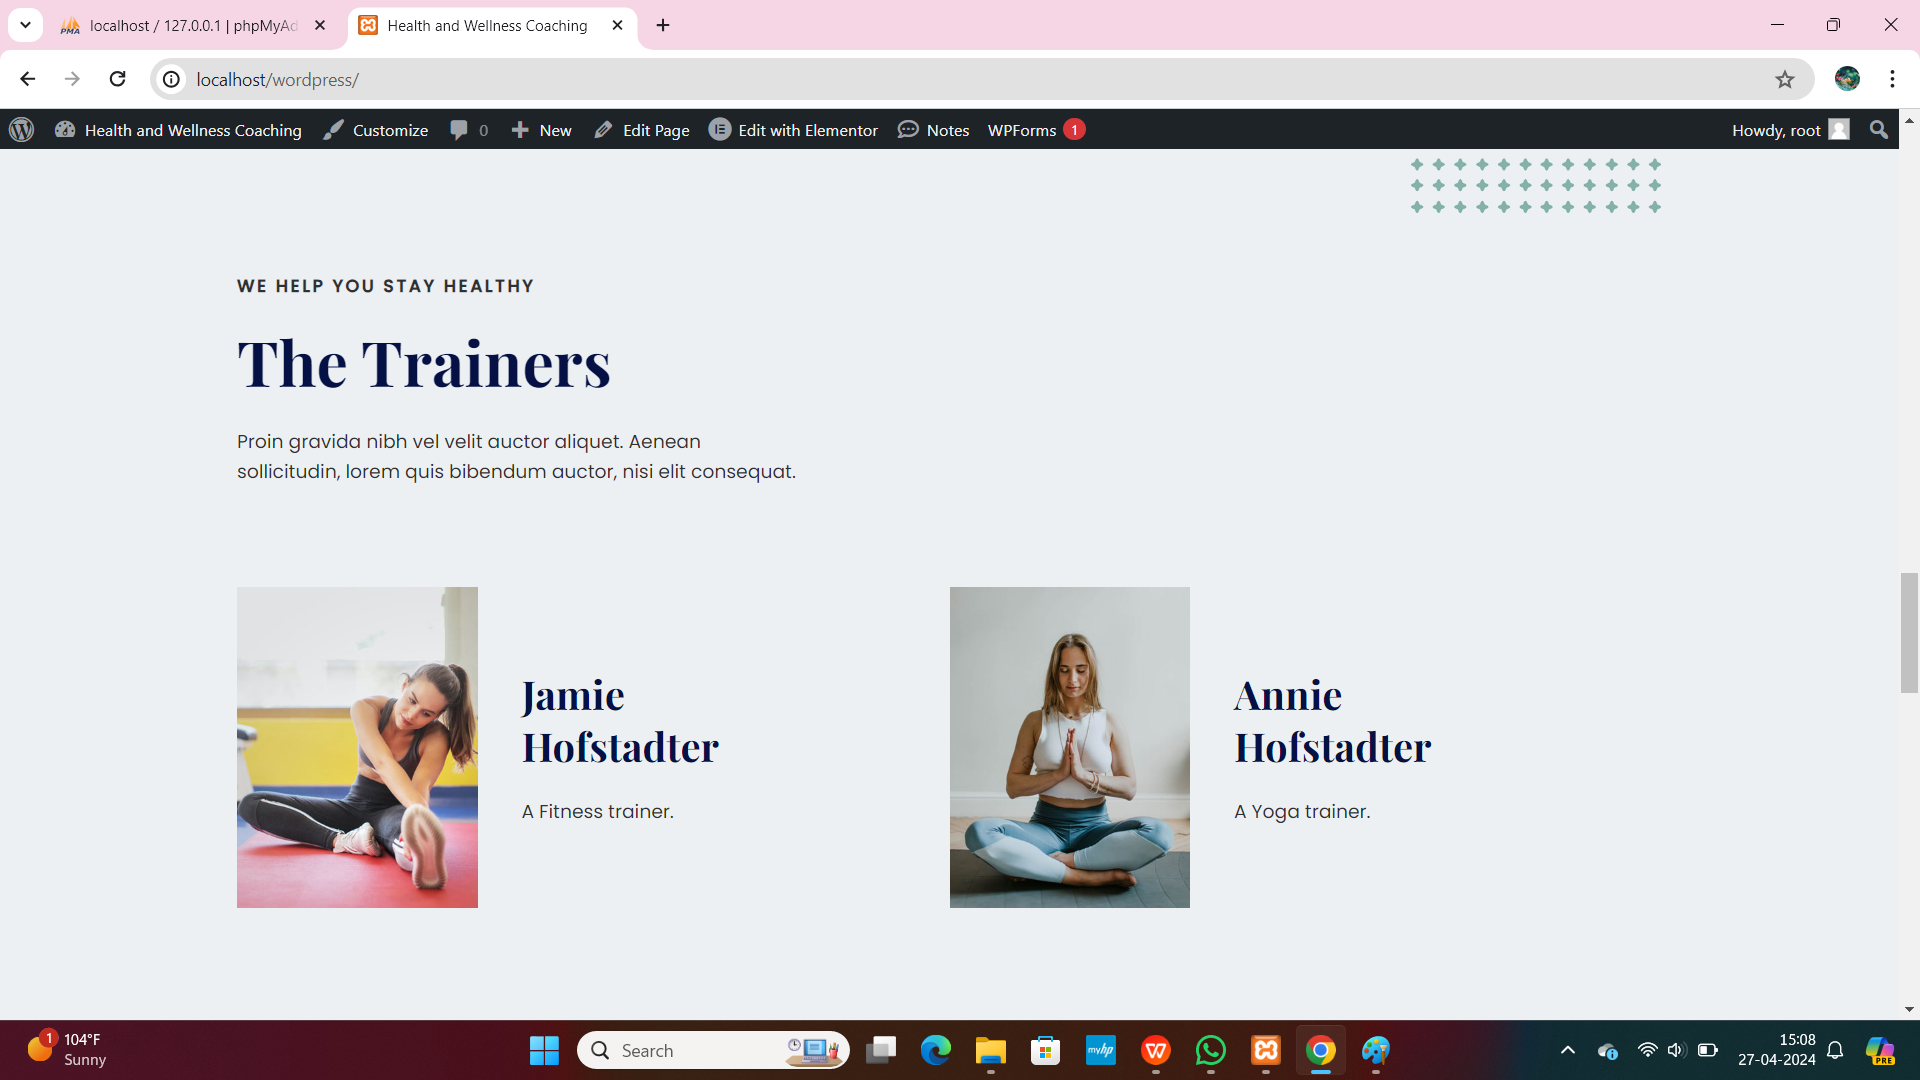 localhost / 127.0.0.1 | phpMyAd
Health and Wellness Coaching
localhost/wordpress/
Health and Wellness Coaching
Customize
0
New
Edit Page
Edit with Elementor
Notes
WPForms 1
Howdy, root
WE HELP YOU STAY HEALTHY
The Trainers
Proin gravida nibh vel velit auctor aliquet. Aenean
sollicitudin, lorem quis bibendum auctor, nisi elit consequat.
Jamie
Hofstadter
A Fitness trainer.
Annie
Hofstadter
A Yoga trainer.
1
104°F
Sunny
Search
myhp
15:08
27-04-2024
PRE